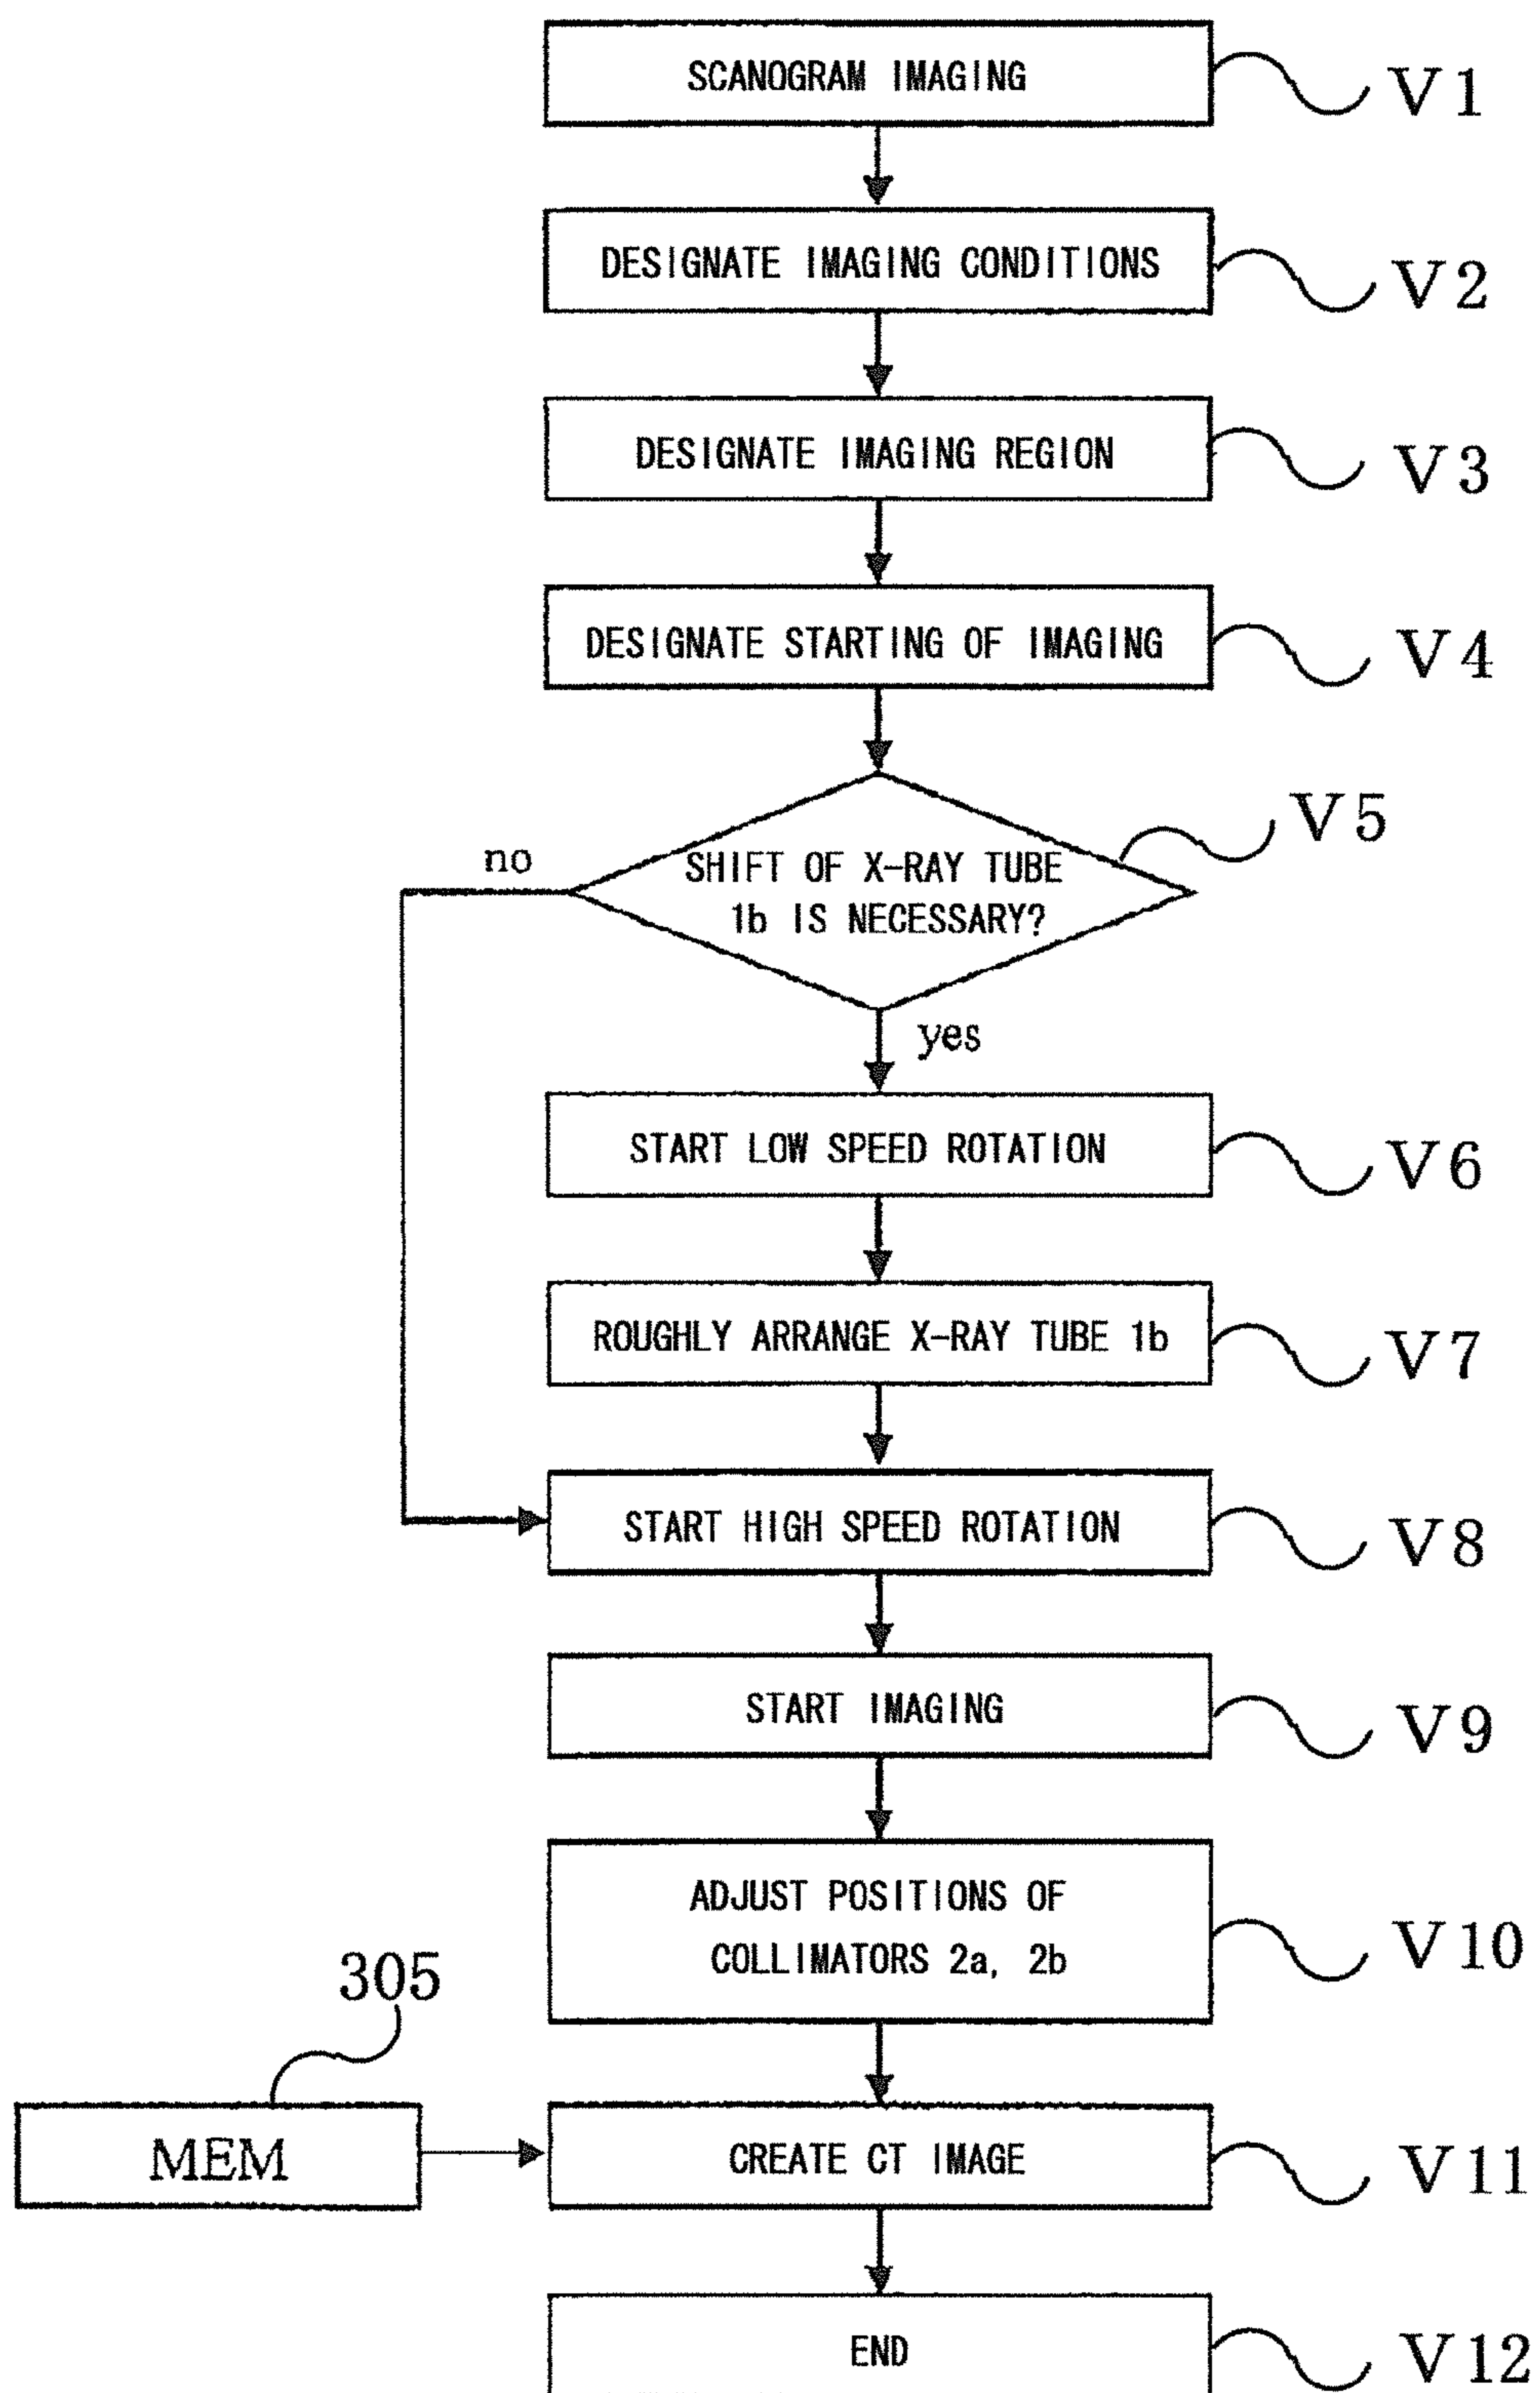 SCANOGRAM IMAGING
V1
DESIGNATE IMAGING CONDITIONS
V2
DESIGNATE IMAGING REGION
V3
DESIGNATE STARTING OF IMAGING
V4
no
SHIFT OF X-RAY TUBE
1b IS NECESSARY?
V5
yes
START LOW SPEED ROTATION
V6
ROUGHLY ARRANGE X-RAY TUBE 1b
V7
START HIGH SPEED ROTATION
V8
START IMAGING
V9
ADJUST POSITIONS OF
COLLIMATORS 2a, 2b
V10
305
MEM
CREATE CT IMAGE
V11
END
V12